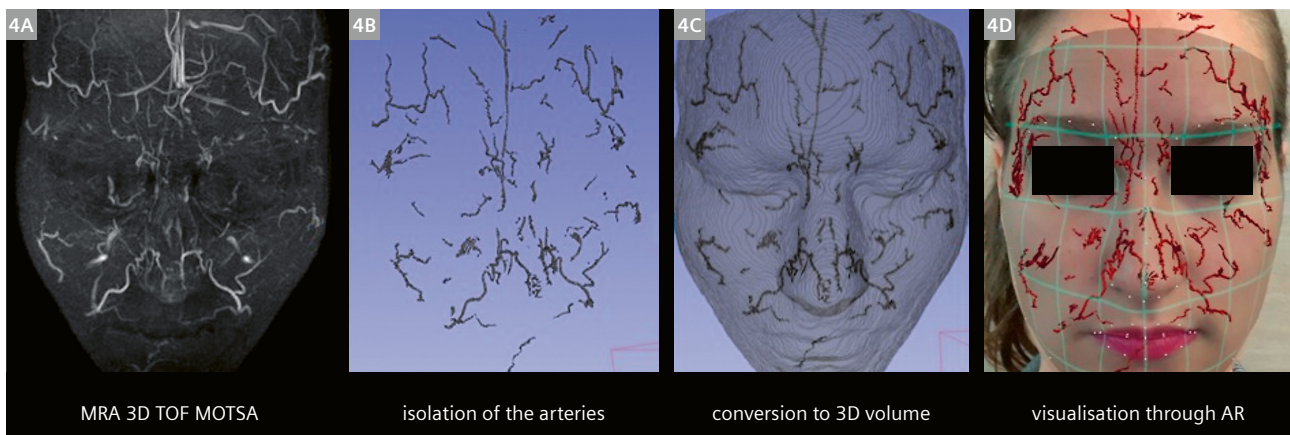 4A
4B
4C
4D
MRA 3D TOF MOTSA
isolation of the arteries
conversion to 3D volume
visualisation through AR